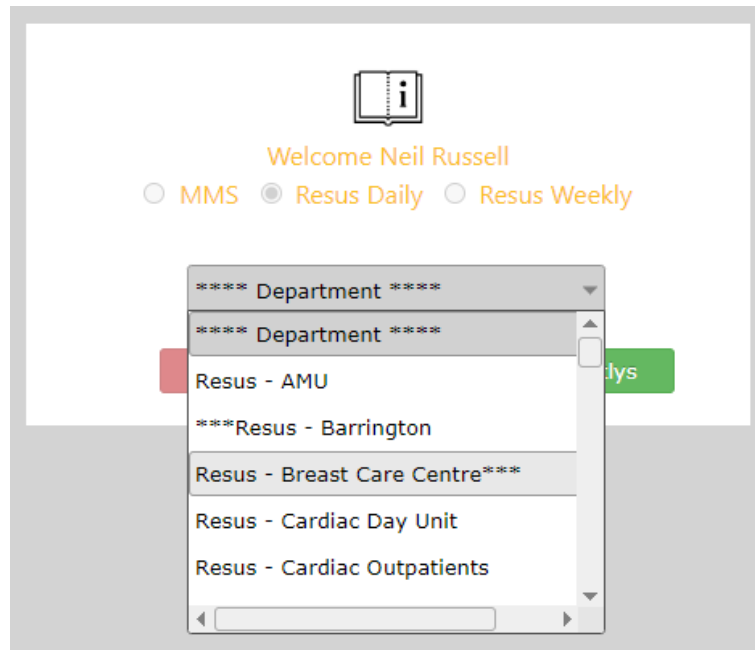 i
Welcome Neil Russell
MMS Resus Daily Resus Weekly
**** Department ****
**** Department ****
Resus - AMU
***Resus - Barrington
Resus - Breast Care Centre***
Resus - Cardiac Day Unit
Resus - Cardiac Outpatients